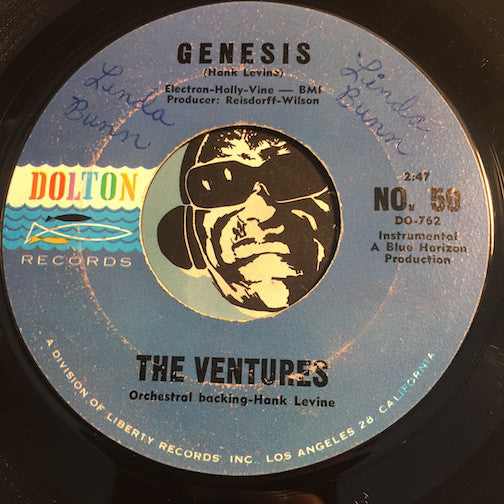 GENESIS
(Hank Levine)
Electron-Holly-Vine — BMI
Producer: Reisdorff-Wilson
Linda
Bunn
Linda
Bunn
DOLTON
RECORDS
2:47
NO. 50
DO-762
Instrumental
A Blue Horizon
Production
THE VENTURES
Orchestral backing-Hank Levine
A DIVISION OF LIBERTY RECORDS INC. LOS ANGELES 28, CALIFORNIA